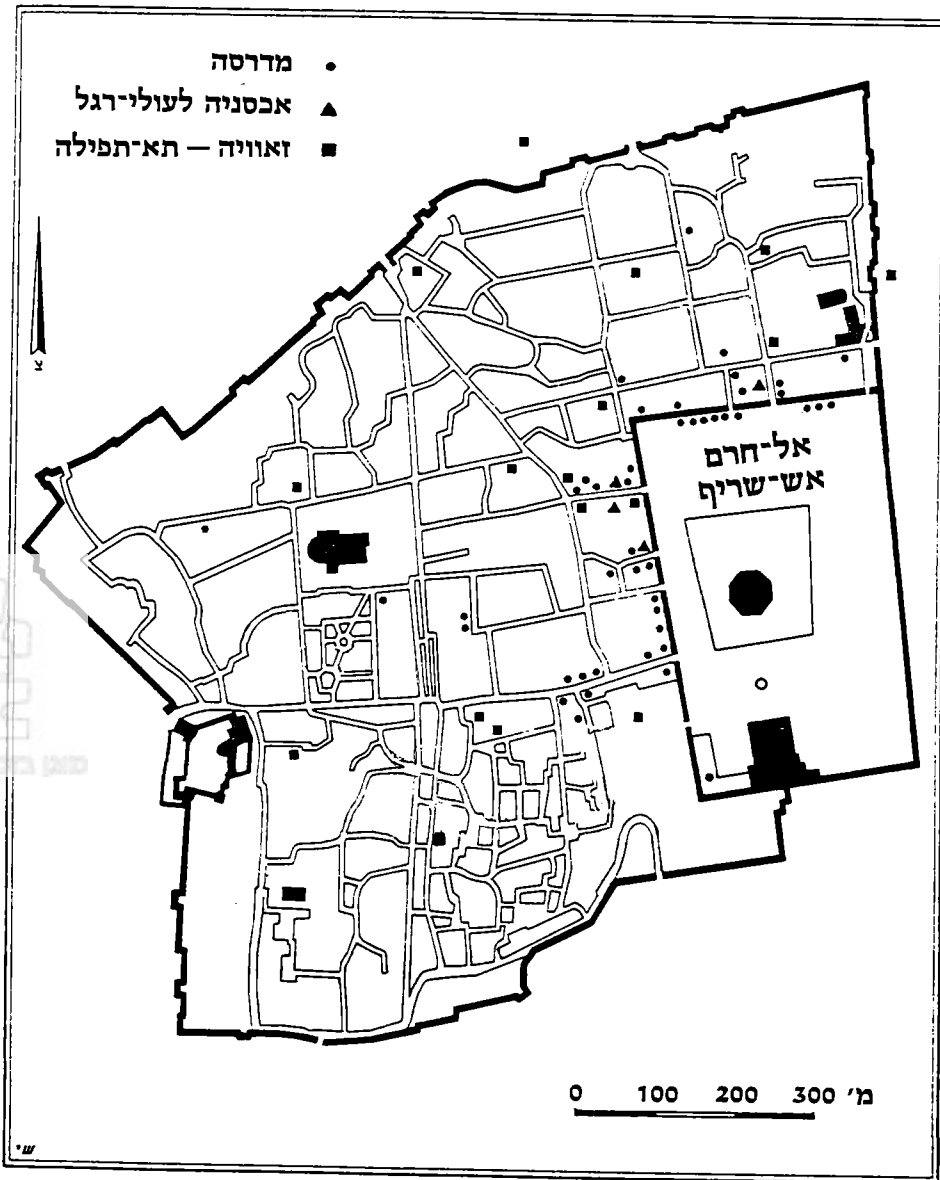 מדרסה
אכסניה לעולי־רגל
זאוויה – תא־תפילה
צ
אל־חרם
אש־שריף
0 100 200 300 מ'
ש׳